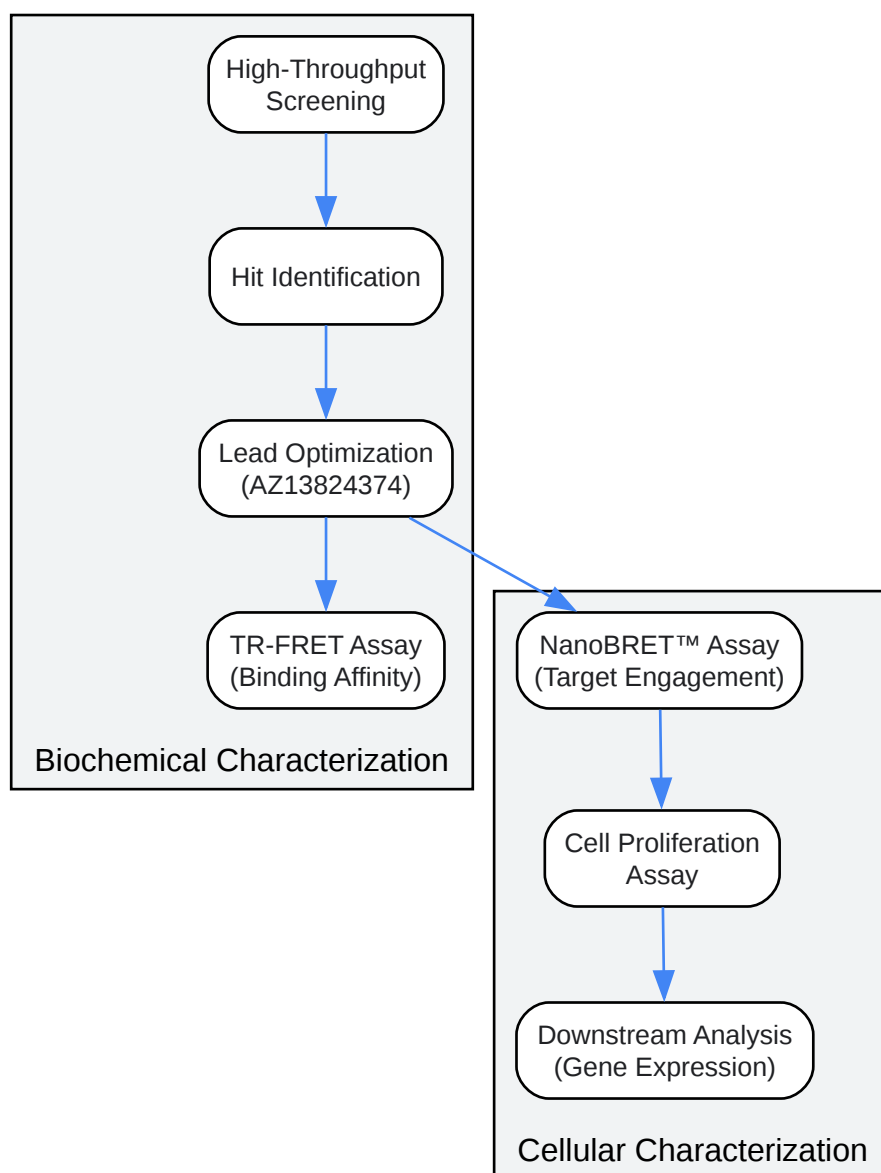 High-Throughput
Screening
Hit Identification
Lead Optimization
(AZ13824374)
TR-FRET Assay
(Binding Affinity)
Biochemical Characterization
NanoBRET™ Assay
(Target Engagement)
Cell Proliferation
Assay
Downstream Analysis
(Gene Expression)
Cellular Characterization